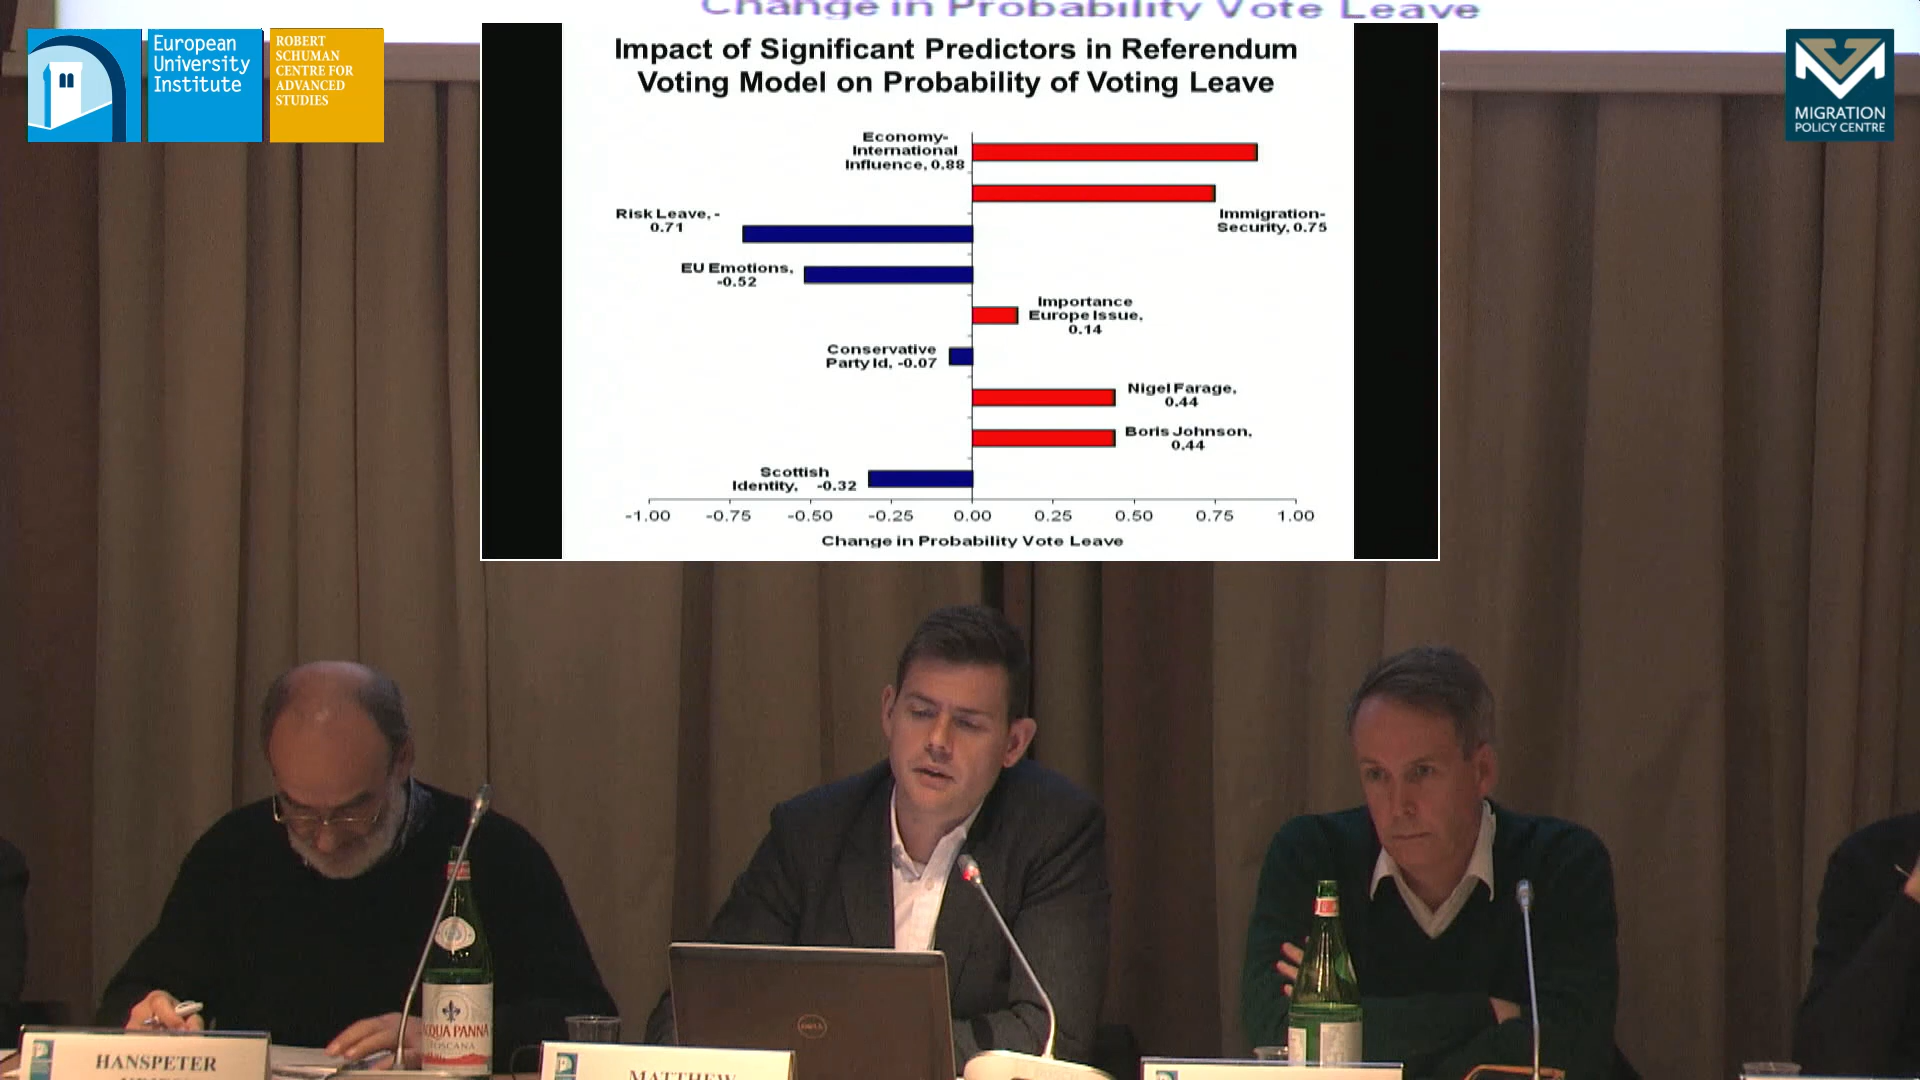 Change in Probability Vote Leave
European
University
Institute
ROBERT
SCHUMAN
CENTRE FOR
ADVANCED
STUDIES
MIGRATION
POLICY CENTRE
Impact of Significant Predictors in Referendum
Voting Model on Probability of Voting Leave
Economy-
International
Influence, 0.88
Immigration-
Security, 0.75
Risk Leave, -
0.71
EU Emotions,
-0.52
Importance
Europe Issue,
0.14
Conservative
Party Id, -0.07
Nigel Farage,
0.44
Boris Johnson,
0.44
Scottish
Identity, -0.32
-1.00 -0.75 -0.50 -0.25 0.00 0.25 0.50 0.75 1.00
Change in Probability Vote Leave
ACQUA PANNA
TOSCANA
DELL
HANSPETER
MATTHEW